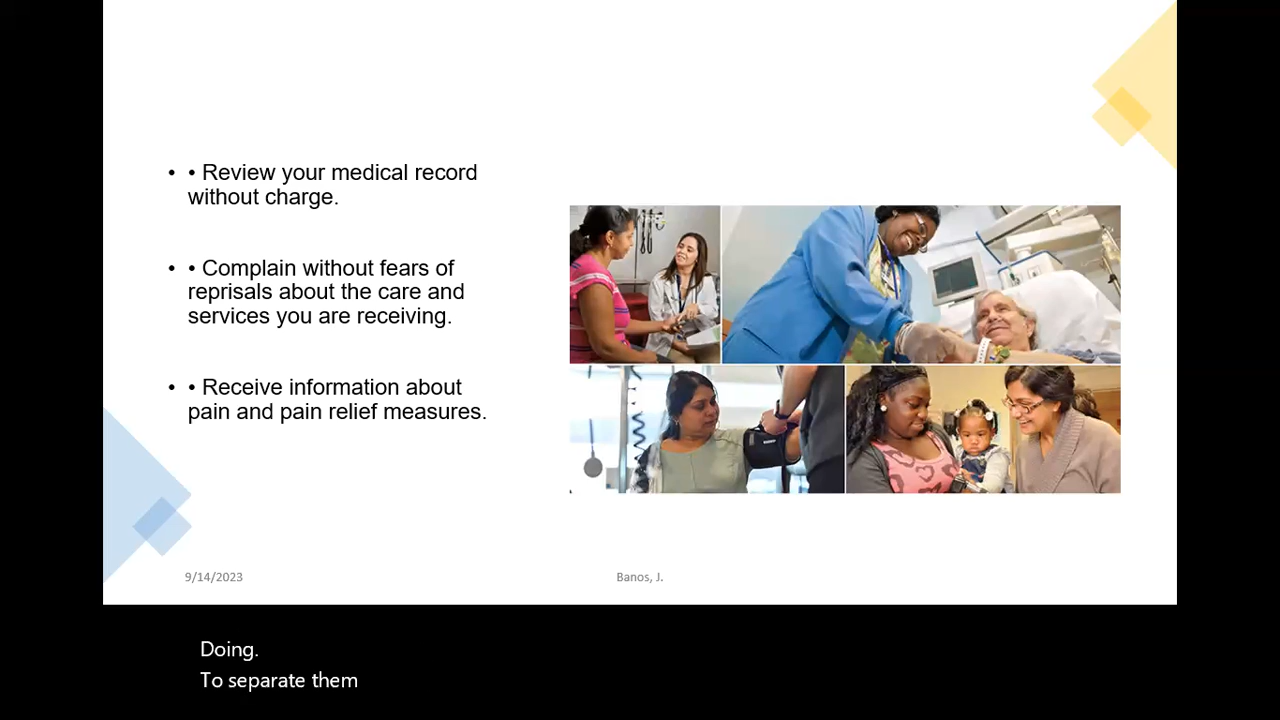 • • Review your medical record
without charge.
• • Complain without fears of
reprisals about the care and
services you are receiving.
• • Receive information about
pain and pain relief measures.
9/14/2023
Banos, J.
Doing.
To separate them